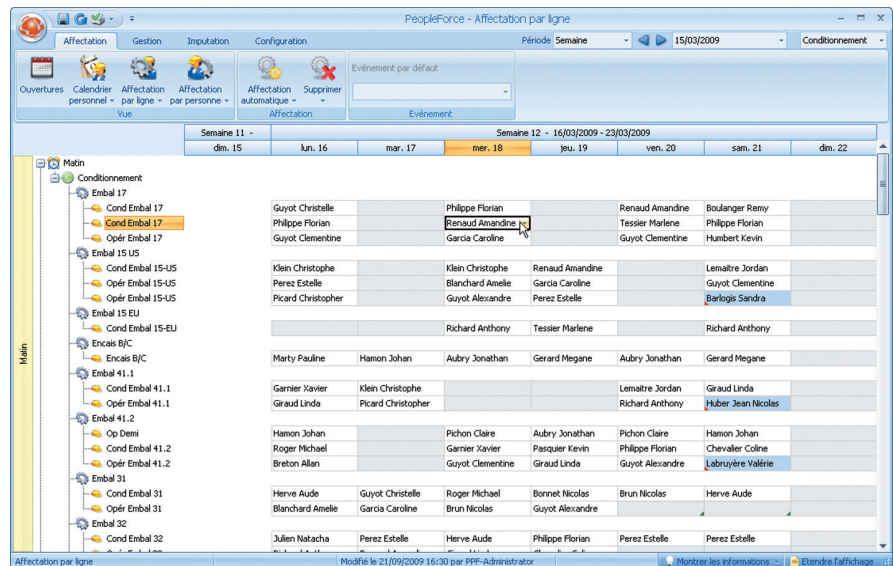 PeopleForce - Affectation par ligne
Affectation Gestion Imputation Configuration Période Semaine 15/03/2009 Conditionnement
Ouvertures Calendrier personnel Affectation par ligne Affectation par personne Affectation automatique Supprimer Evénement par défaut
Vue Affectation Evénement
Semaine 11 - Semaine 12 - 16/03/2009 - 23/03/2009
dim. 15 lun. 16 mar. 17 mer. 18 jeu. 19 ven. 20 sam. 21 dim. 22
Matin
Matin
Conditionnement
Embal 17
Cond Embal 17 Guyot Christelle Philippe Florian Renaud Amandine Boulanger Remy
Cond Embal 17 Philippe Florian Renaud Amandine Tessier Marlene Philippe Florian
Opér Embal 17 Guyot Clementine Garcia Caroline Guyot Clementine Humbert Kevin
Embal 15 US
Cond Embal 15-US Klein Christophe Klein Christophe Renaud Amandine Lemaitre Jordan
Opér Embal 15-US Perez Estelle Blanchard Amelie Garcia Caroline Guyot Clementine
Opér Embal 15-US Picard Christopher Guyot Alexandre Perez Estelle Barlogis Sandra
Embal 15 EU
Cond Embal 15-EU Richard Anthony Tessier Marlene Richard Anthony
Encais B/C
Encais B/C Marty Pauline Hamon Johan Aubry Jonathan Gerard Megane Aubry Jonathan Gerard Megane
Embal 41.1
Cond Embal 41.1 Garnier Xavier Klein Christophe Lemaitre Jordan Giraud Linda
Opér Embal 41.1 Giraud Linda Picard Christopher Richard Anthony Huber Jean Nicolas
Embal 41.2
Op Demi Hamon Johan Pichon Claire Aubry Jonathan Pichon Claire Hamon Johan
Cond Embal 41.2 Roger Michael Garnier Xavier Pasquier Kevin Philippe Florian Chevalier Coline
Opér Embal 41.2 Breton Allan Guyot Clementine Giraud Linda Guyot Alexandre Labruyère Valérie
Embal 31
Cond Embal 31 Herve Aude Guyot Christelle Roger Michael Bonnet Nicolas Brun Nicolas Herve Aude
Opér Embal 31 Blanchard Amelie Garcia Caroline Brun Nicolas Guyot Alexandre
Embal 32
Cond Embal 32 Julien Natacha Perez Estelle Herve Aude Philippe Florian Perez Estelle Perez Estelle
Affectation par ligne Modifié le 21/09/2009 16:30 par PPF-Administrator Montrer les informations Etendre l'affichage